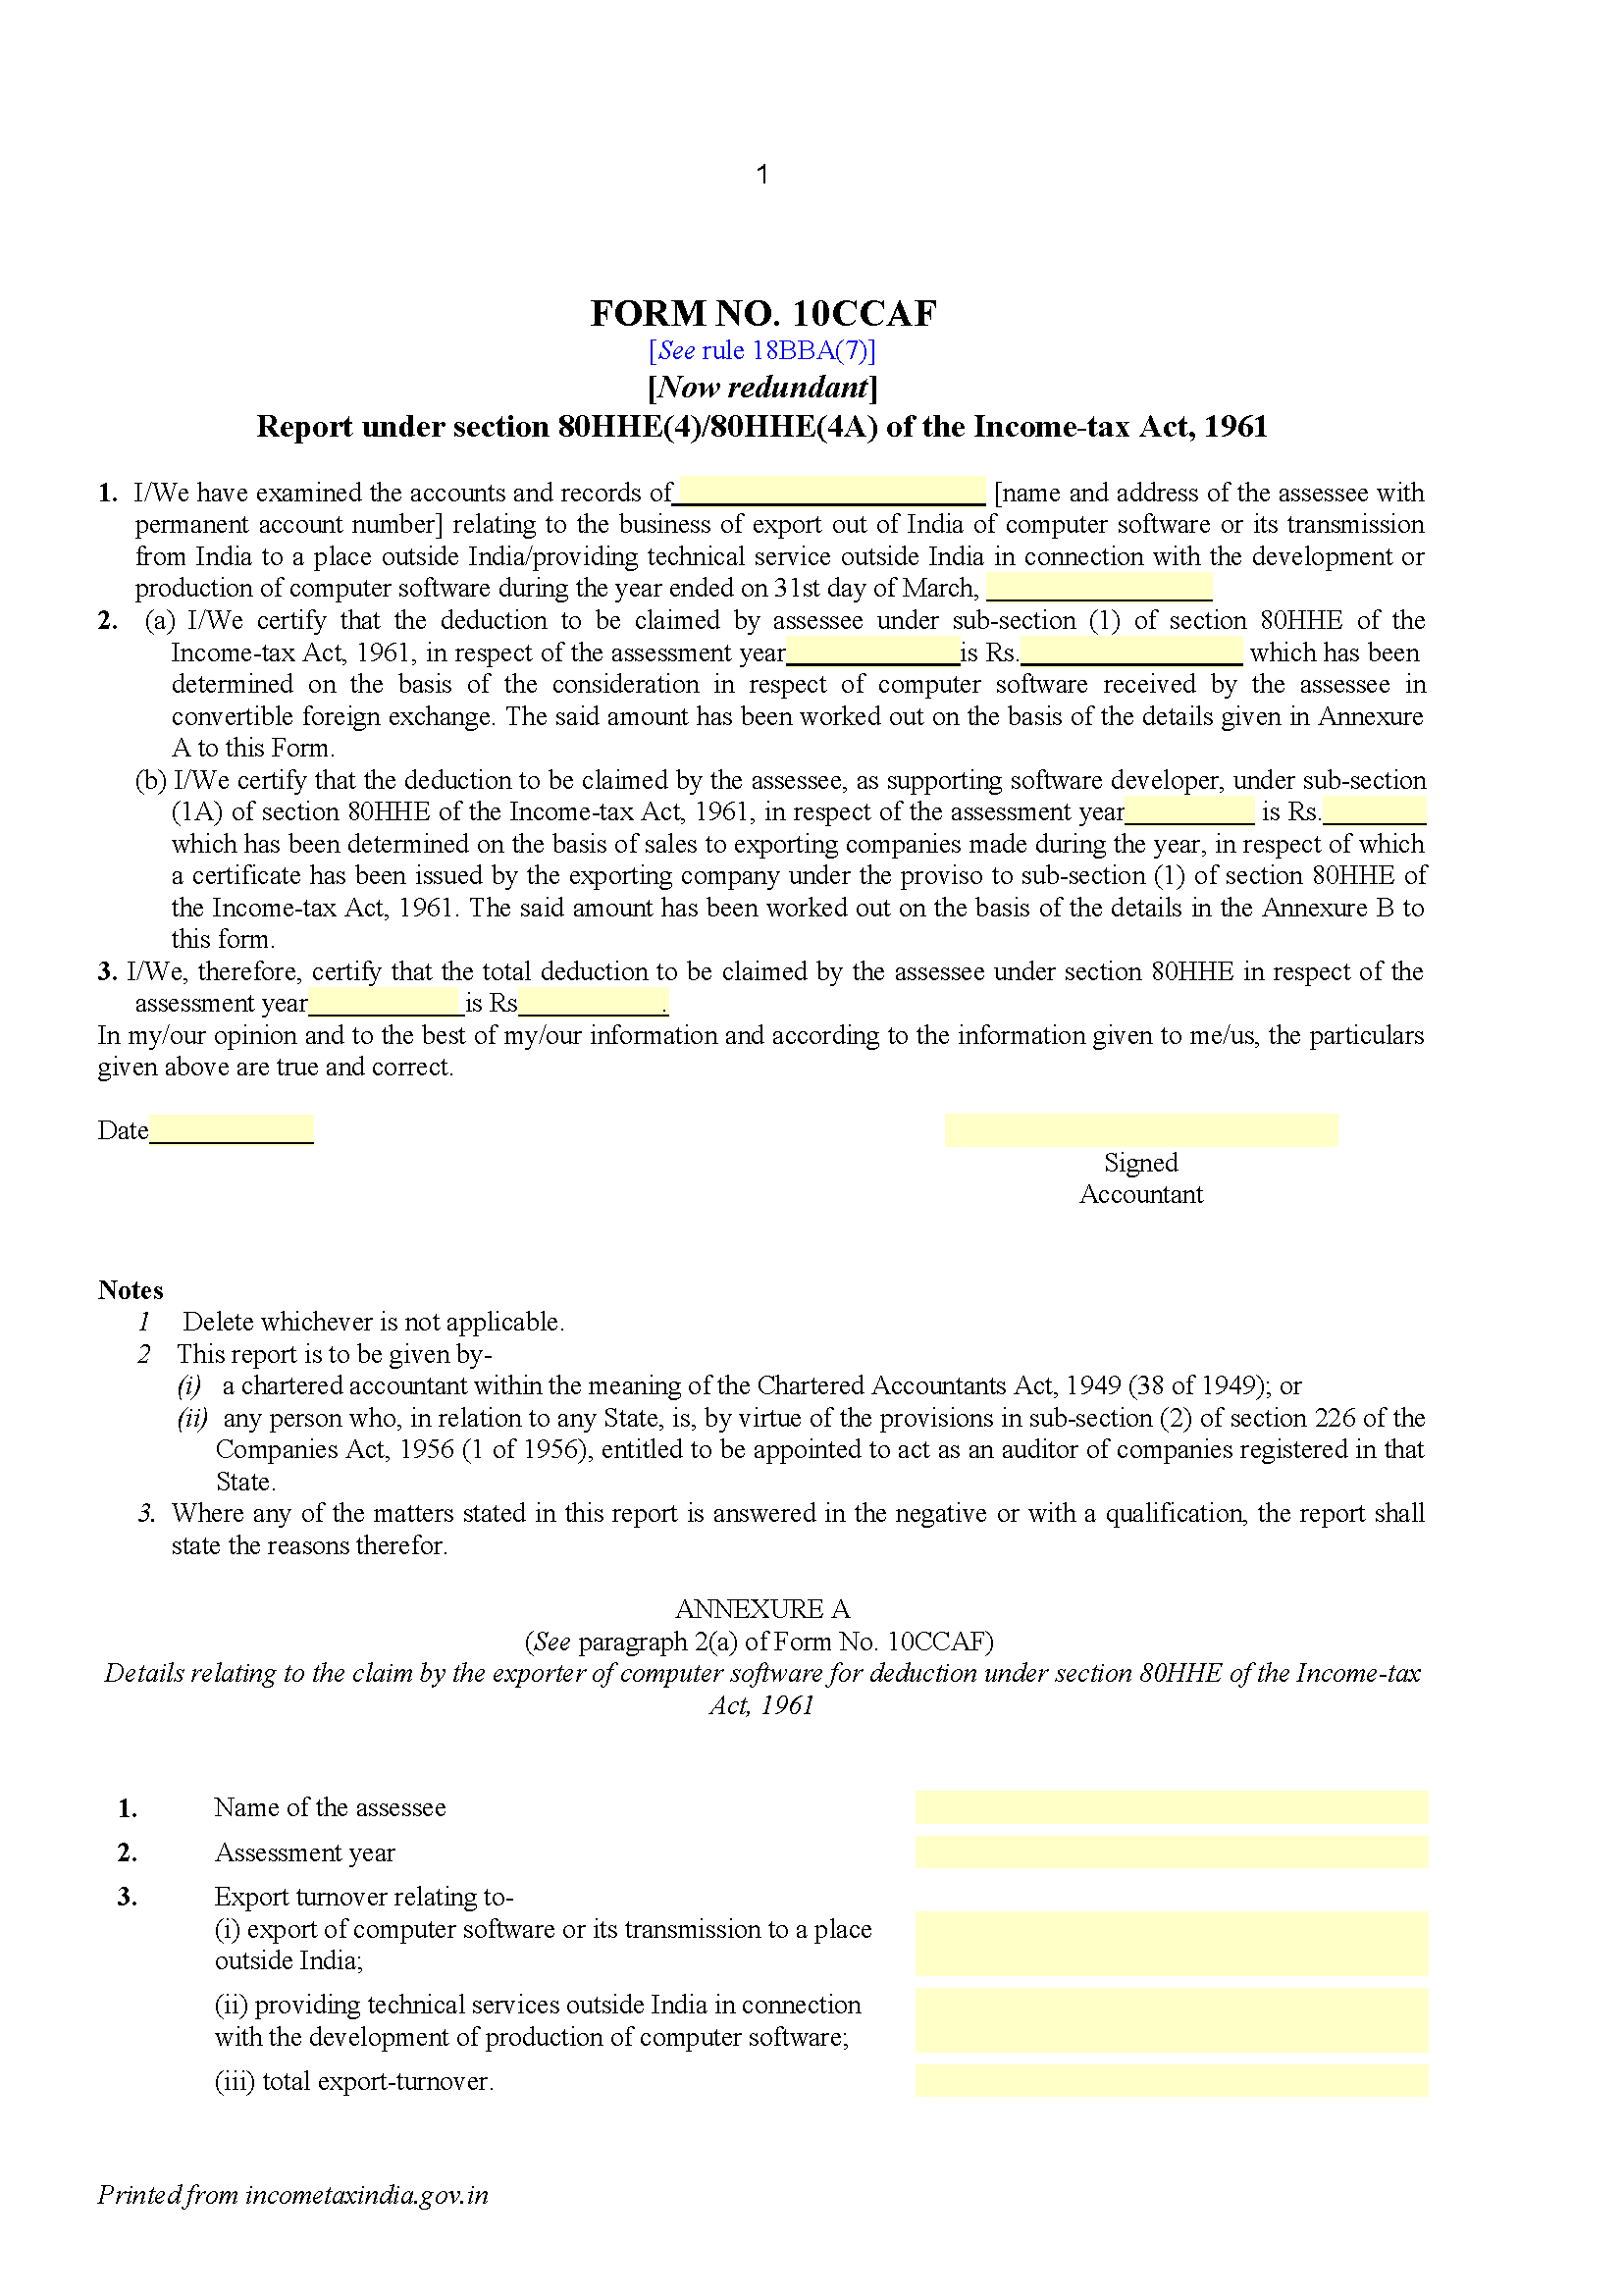 1
FORM NO. 10CCAF
[See rule 18BBA(7)]
[Now redundant]
Report under section 80HHE(4)/80HHE(4A) of the Income-tax Act, 1961
1. I/We have examined the accounts and records of [name and address of the assessee with
permanent account number] relating to the business of export out of India of computer software or its transmission
from India to a place outside India/providing technical service outside India in connection with the development or
production of computer software during the year ended on 31st day of March,
2. (a) I/We certify that the deduction to be claimed by assessee under sub-section (1) of section 80HHE of the
Income-tax Act, 1961, in respect of the assessment year is Rs. which has been
determined on the basis of the consideration in respect of computer software received by the assessee in
convertible foreign exchange. The said amount has been worked out on the basis of the details given in Annexure
A to this Form.
(b) I/We certify that the deduction to be claimed by the assessee, as supporting software developer, under sub-section
(1A) of section 80HHE of the Income-tax Act, 1961, in respect of the assessment year is Rs.
which has been determined on the basis of sales to exporting companies made during the year, in respect of which
a certificate has been issued by the exporting company under the proviso to sub-section (1) of section 80HHE of
the Income-tax Act, 1961. The said amount has been worked out on the basis of the details in the Annexure B to
this form.
3. I/We, therefore, certify that the total deduction to be claimed by the assessee under section 80HHE in respect of the
assessment year is Rs .
In my/our opinion and to the best of my/our information and according to the information given to me/us, the particulars
given above are true and correct.
Date
Signed
Accountant
Notes
1 Delete whichever is not applicable.
2 This report is to be given by-
(i) a chartered accountant within the meaning of the Chartered Accountants Act, 1949 (38 of 1949); or
(ii) any person who, in relation to any State, is, by virtue of the provisions in sub-section (2) of section 226 of the
Companies Act, 1956 (1 of 1956), entitled to be appointed to act as an auditor of companies registered in that
State.
3. Where any of the matters stated in this report is answered in the negative or with a qualification, the report shall
state the reasons therefor.
ANNEXURE A
(See paragraph 2(a) of Form No. 10CCAF)
Details relating to the claim by the exporter of computer software for deduction under section 80HHE of the Income-tax
Act, 1961
1. Name of the assessee
2. Assessment year
3. Export turnover relating to-
(i) export of computer software or its transmission to a place
outside India;
(ii) providing technical services outside India in connection
with the development of production of computer software;
(iii) total export-turnover.
Printed from incometaxindia.gov.in